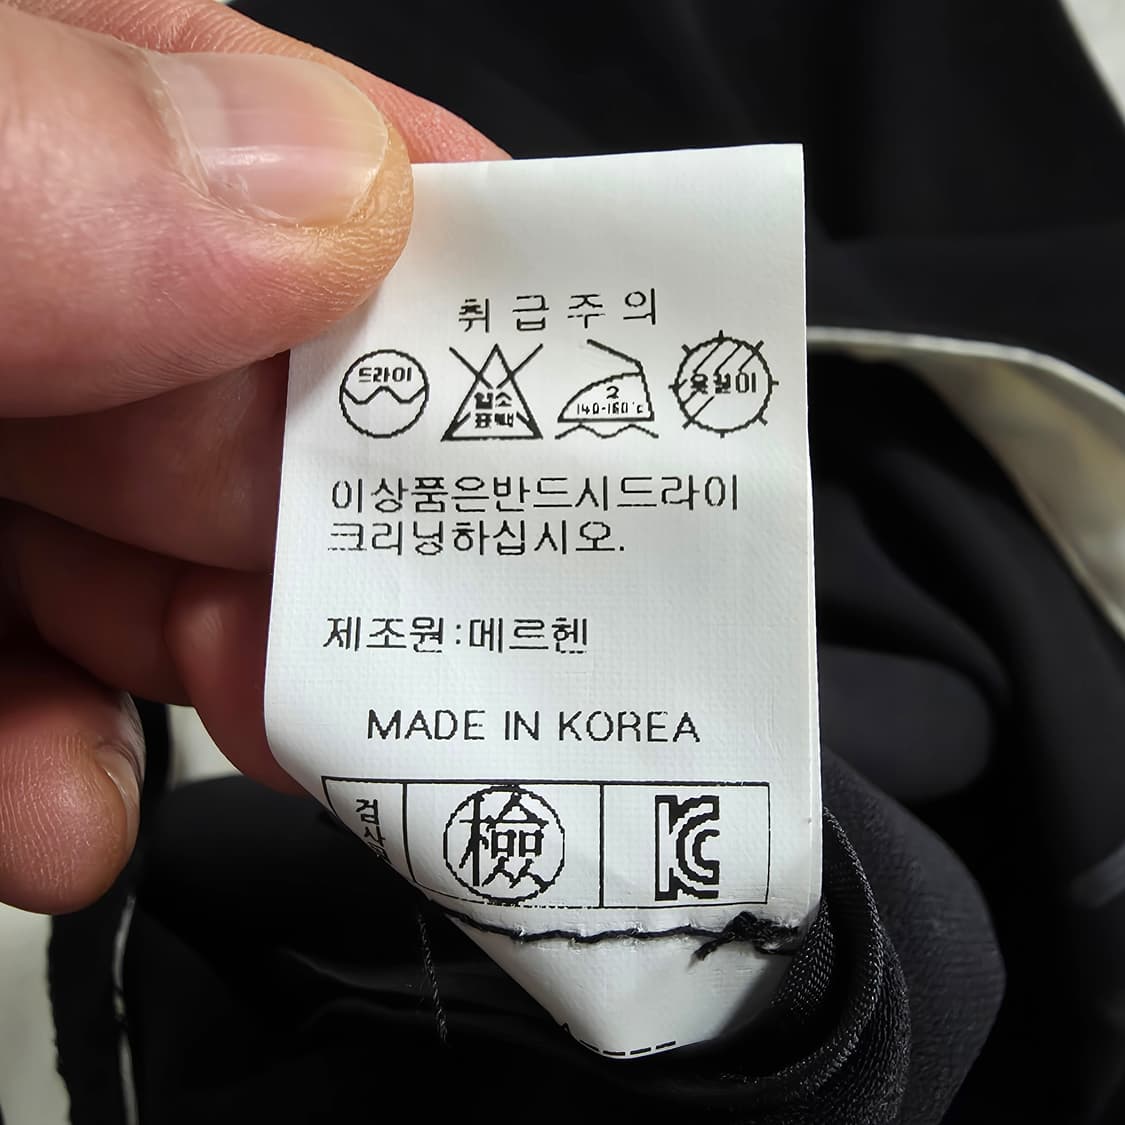 취급주의
드라이
염소
표백
2
140~160℃
옷걸이
이상품은반드시드라이
크리닝하십시오.
제조원:메르헨
MADE IN KOREA
검사
檢
KC